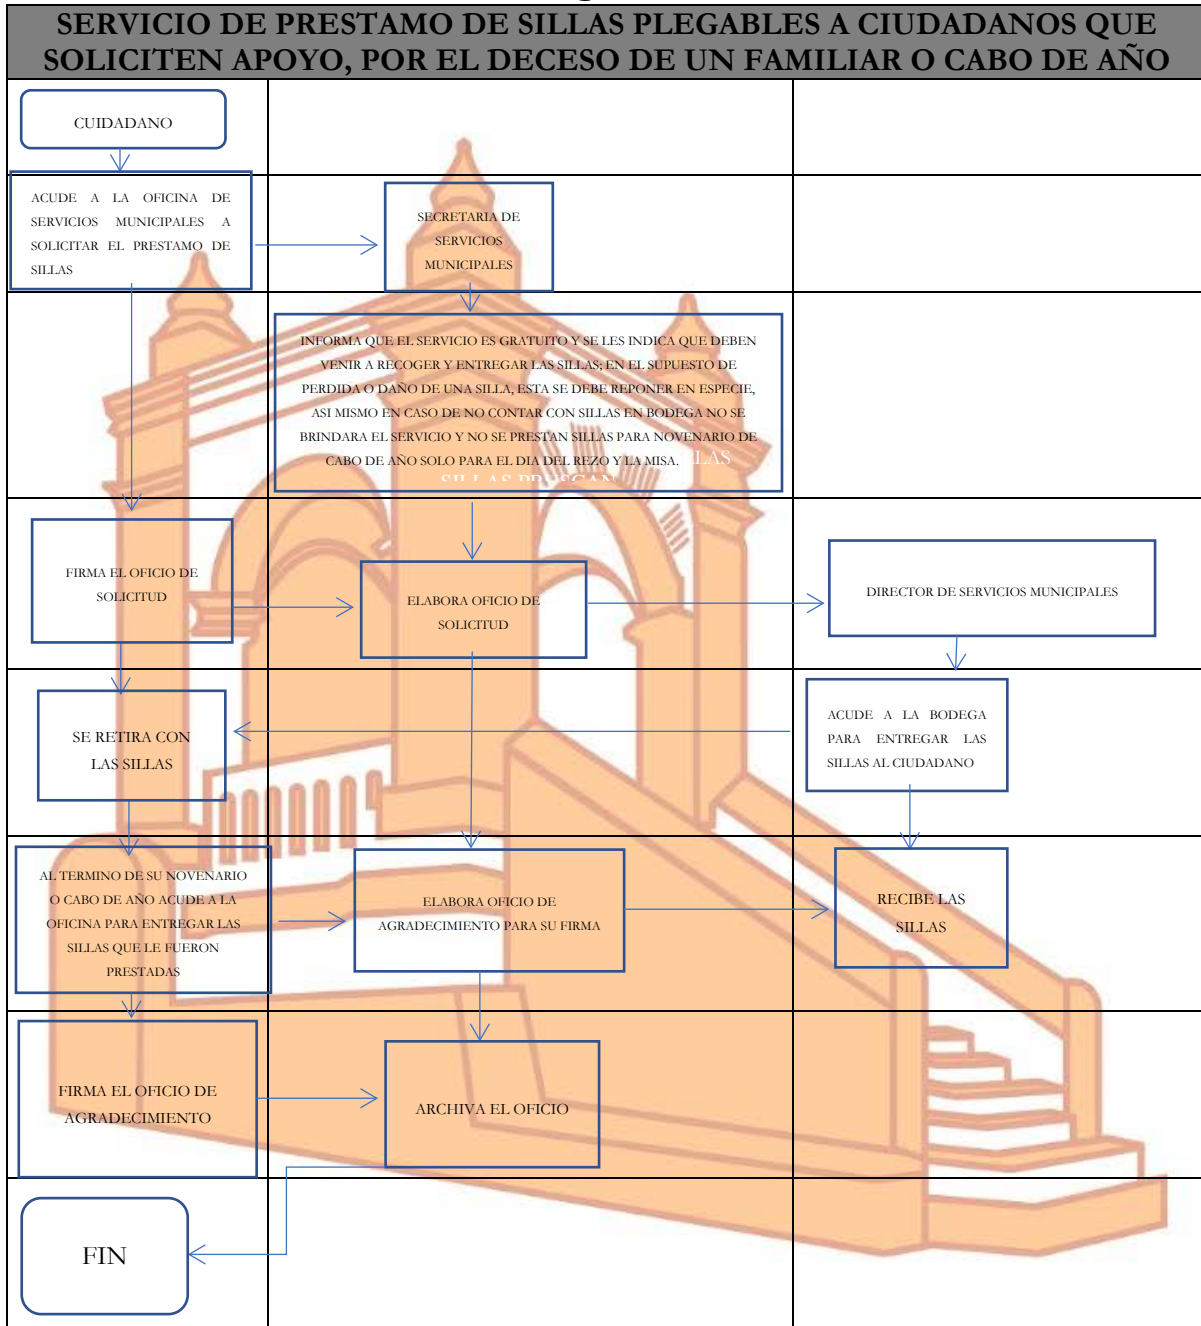 SERVICIO DE PRESTAMO DE SILLAS PLEGABLES A CIUDADANOS QUE
SOLICITEN APOYO, POR EL DECESO DE UN FAMILIAR O CABO DE AÑO
CUIDADANO
ACUDE A LA OFICINA DE
SERVICIOS MUNICIPALES A
SOLICITAR EL PRESTAMO DE
SILLAS
SECRETARIA DE
SERVICIOS
MUNICIPALES
INFORMA QUE EL SERVICIO ES GRATUITO Y SE LES INDICA QUE DEBEN
VENIR A RECOGER Y ENTREGAR LAS SILLAS; EN EL SUPUESTO DE
PERDIDA O DAÑO DE UNA SILLA, ESTA SE DEBE REPONER EN ESPECIE,
ASI MISMO EN CASO DE NO CONTAR CON SILLAS EN BODEGA NO SE
BRINDARA EL SERVICIO Y NO SE PRESTAN SILLAS PARA NOVENARIO DE
CABO DE AÑO SOLO PARA EL DIA DEL REZO Y LA MISA.
FIRMA EL OFICIO DE
SOLICITUD
ELABORA OFICIO DE
SOLICITUD
DIRECTOR DE SERVICIOS MUNICIPALES
SE RETIRA CON
LAS SILLAS
ACUDE A LA BODEGA
PARA ENTREGAR LAS
SILLAS AL CIUDADANO
AL TERMINO DE SU NOVENARIO
O CABO DE AÑO ACUDE A LA
OFICINA PARA ENTREGAR LAS
SILLAS QUE LE FUERON
PRESTADAS
ELABORA OFICIO DE
AGRADECIMIENTO PARA SU FIRMA
RECIBE LAS
SILLAS
FIRMA EL OFICIO DE
AGRADECIMIENTO
ARCHIVA EL OFICIO
FIN